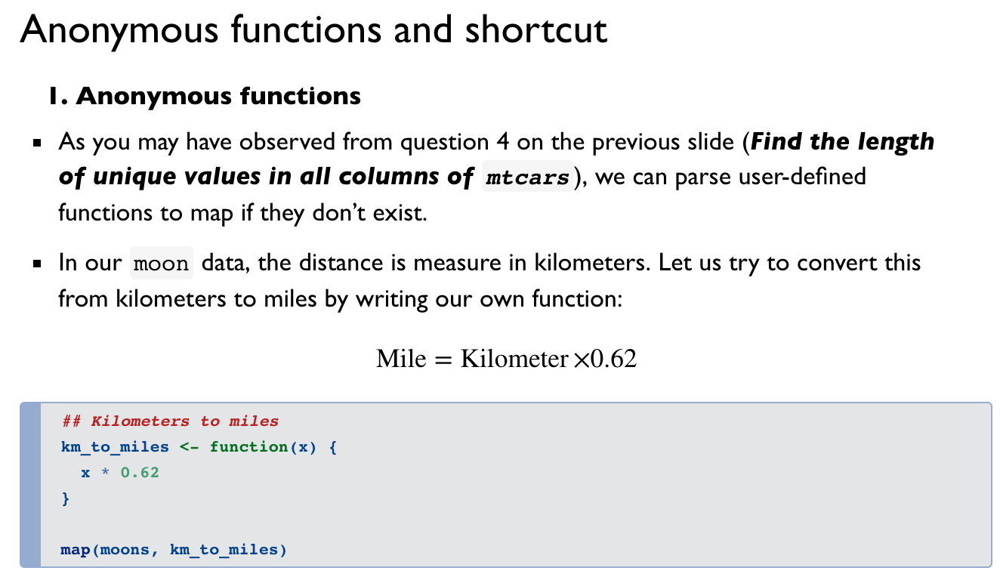 Anonymous functions and shortcut
1. Anonymous functions
▪ As you may have observed from question 4 on the previous slide (Find the length
of unique values in all columns of mtcars), we can parse user-defined
functions to map if they don’t exist.
▪ In our moon data, the distance is measure in kilometers. Let us try to convert this
from kilometers to miles by writing our own function:
Mile = Kilometer ×0.62
## Kilometers to miles
km_to_miles <- function(x) {
  x * 0.62
}
map(moons, km_to_miles)